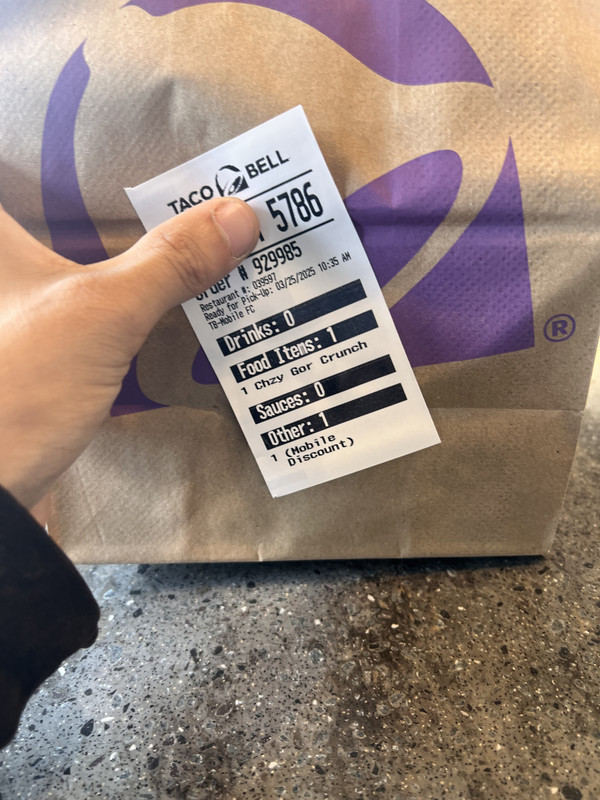 TACO BELL
5786
Order # 929985
Restaurant #: 039597
Ready for Pick-Up: 03/25/2025 10:35 AM
TB-Mobile FC
Drinks: 0
Food Items: 1
1 Chzy Gor Crunch
Sauces: 0
Other: 1
1 (Mobile
Discount)
®